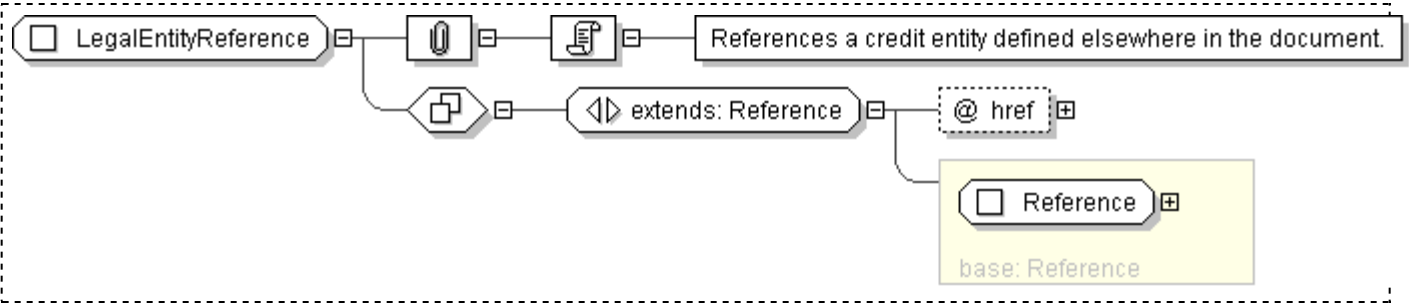 LegalEntityReference
References a credit entity defined elsewhere in the document.
extends: Reference
@ href
Reference
base: Reference